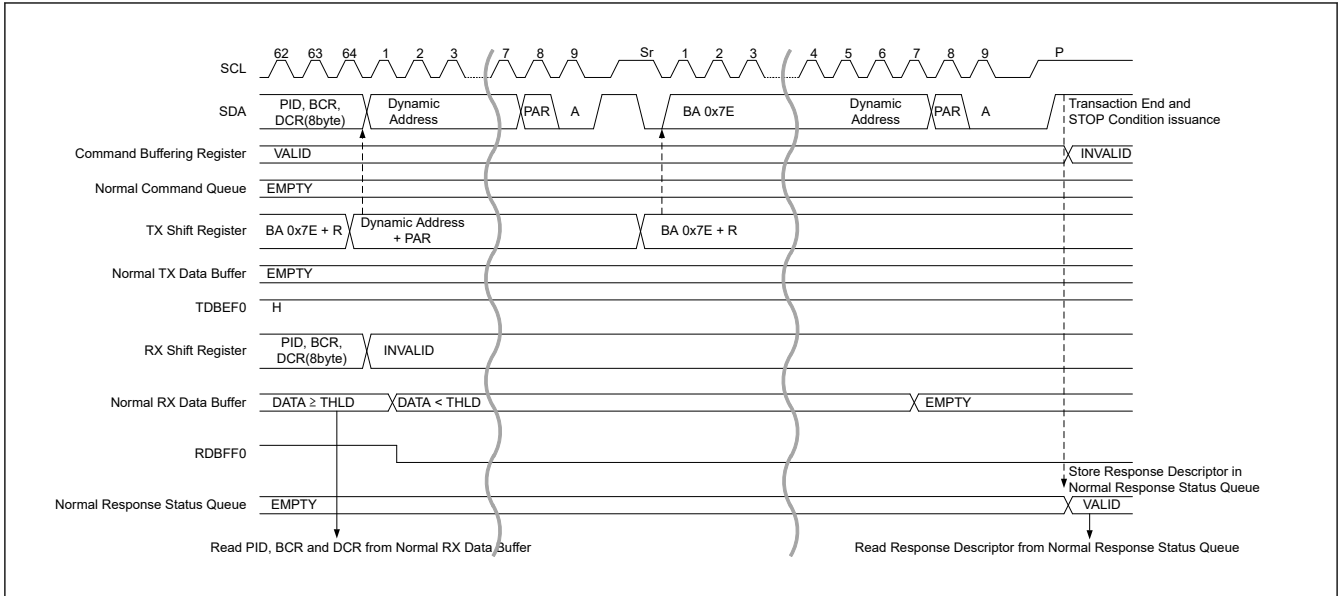 62 63 64 1 2 3 7 8 9 Sr 1 2 3 4 5 6 7 8 9 P
SCL
SDA PID, BCR, DCR(8byte) Dynamic Address PAR A BA 0x7E Dynamic Address PAR A Transaction End and STOP Condition issuance
Command Buffering Register VALID INVALID
Normal Command Queue EMPTY
TX Shift Register BA 0x7E + R Dynamic Address + PAR BA 0x7E + R
Normal TX Data Buffer EMPTY
TDBEF0 H
RX Shift Register PID, BCR, DCR(8byte) INVALID
Normal RX Data Buffer DATA ≥ THLD DATA < THLD EMPTY
RDBFF0
Store Response Descriptor in Normal Response Status Queue
Normal Response Status Queue EMPTY VALID
Read PID, BCR and DCR from Normal RX Data Buffer Read Response Descriptor from Normal Response Status Queue